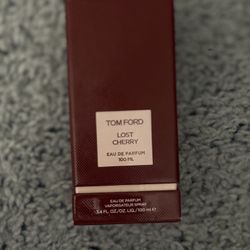 TOM FORD
LOST
CHERRY
EAU DE PARFUM
100 ML
EAU DE PARFUM
VAPORISATEUR SPRAY
3.4 FL.OZ./OZ. LIQ./100 ml ℮